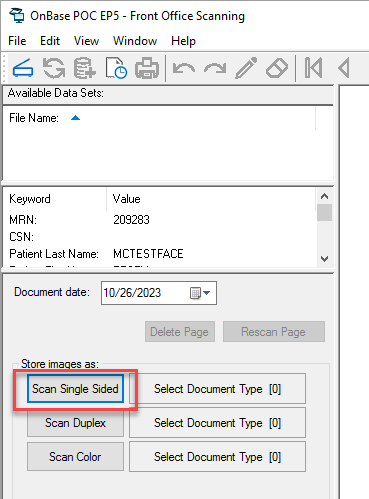 OnBase POC EP5 - Front Office Scanning
File Edit View Window Help
Available Data Sets:
File Name:
Keyword Value
MRN: 209283
CSN:
Patient Last Name: MCTESTFACE
Document date: 10/26/2023
Delete Page Rescan Page
Store images as:
Scan Single Sided Select Document Type [0]
Scan Duplex Select Document Type [0]
Scan Color Select Document Type [0]